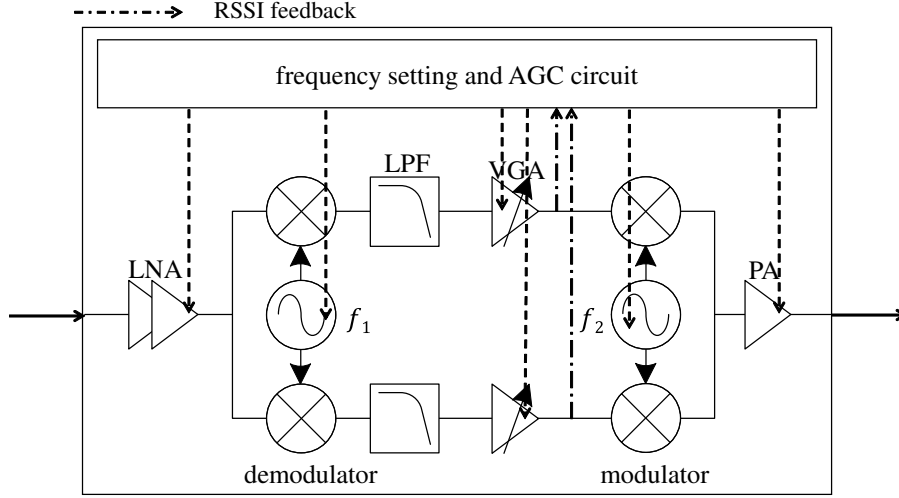 RSSI feedback
frequency setting and AGC circuit
LPF
VGA
LNA
f₁
f₂
PA
demodulator
modulator